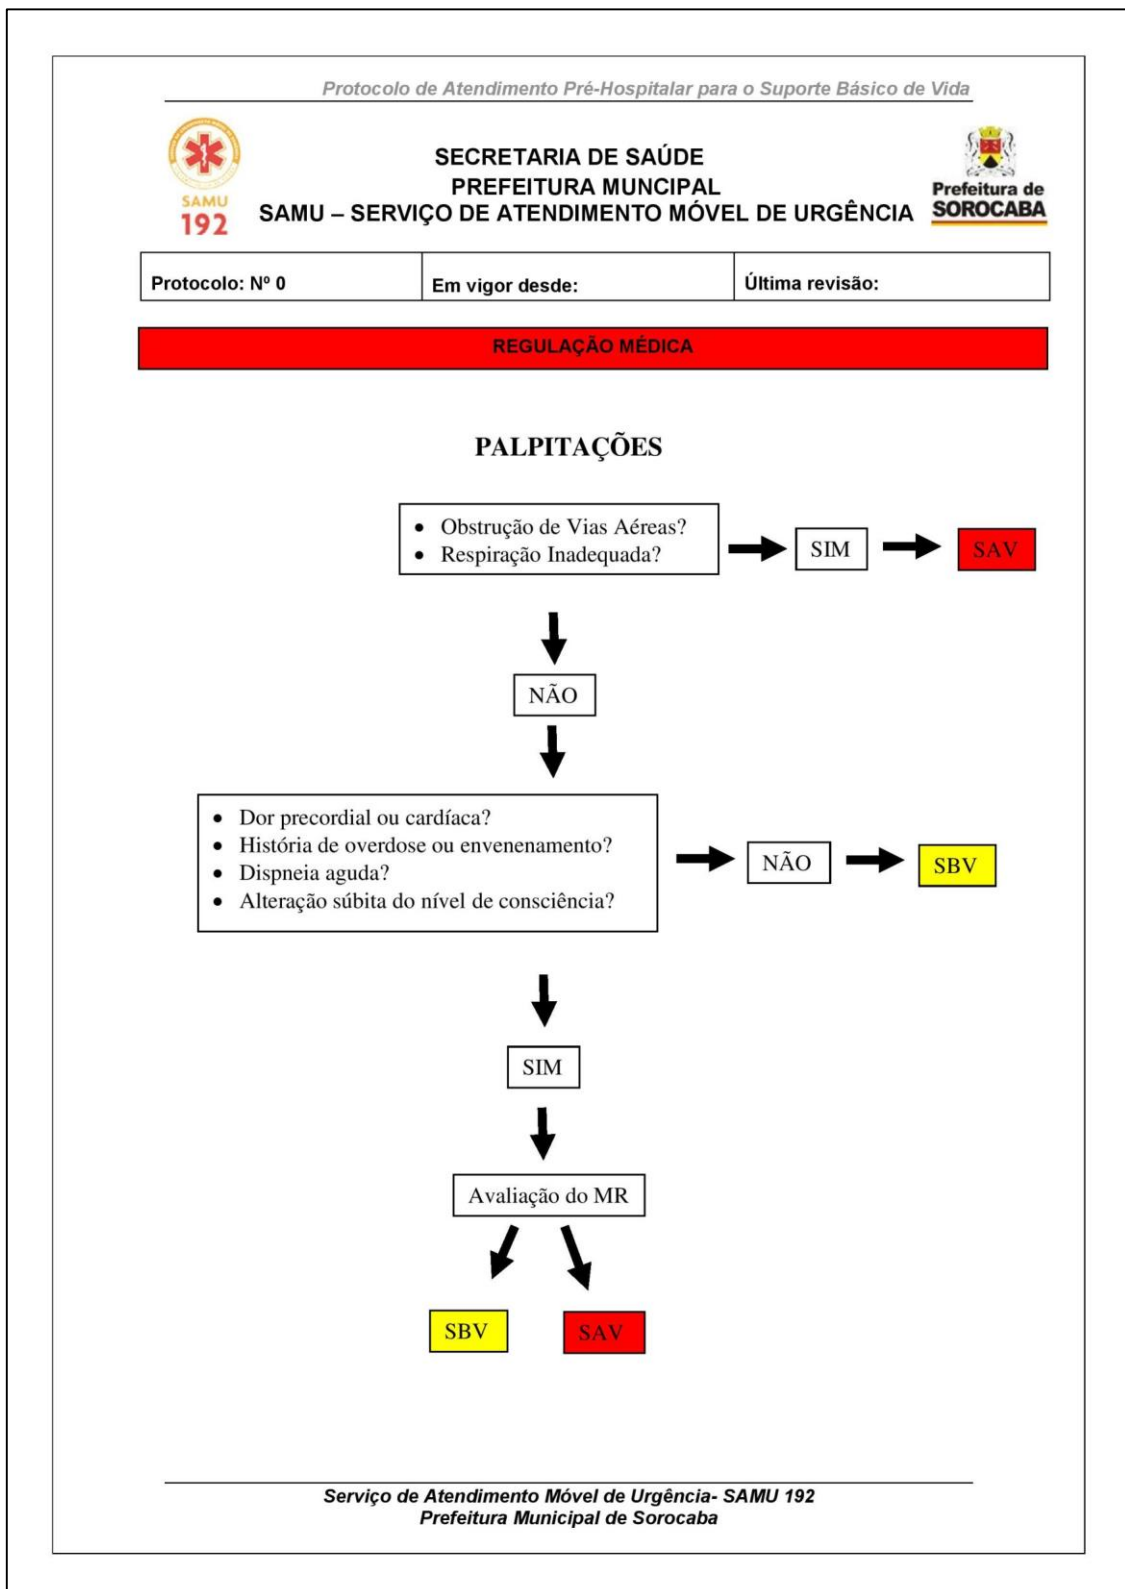 Protocolo de Atendimento Pré-Hospitalar para o Suporte Básico de Vida
SAMU
192
SECRETARIA DE SAÚDE
PREFEITURA MUNCIPAL
SAMU – SERVIÇO DE ATENDIMENTO MÓVEL DE URGÊNCIA
Prefeitura de
SOROCABA
Protocolo: Nº 0
Em vigor desde:
Última revisão:
REGULAÇÃO MÉDICA
PALPITAÇÕES
• Obstrução de Vias Aéreas?
• Respiração Inadequada?
SIM
SAV
NÃO
• Dor precordial ou cardíaca?
• História de overdose ou envenenamento?
• Dispneia aguda?
• Alteração súbita do nível de consciência?
NÃO
SBV
SIM
Avaliação do MR
SBV
SAV
Serviço de Atendimento Móvel de Urgência- SAMU 192
Prefeitura Municipal de Sorocaba